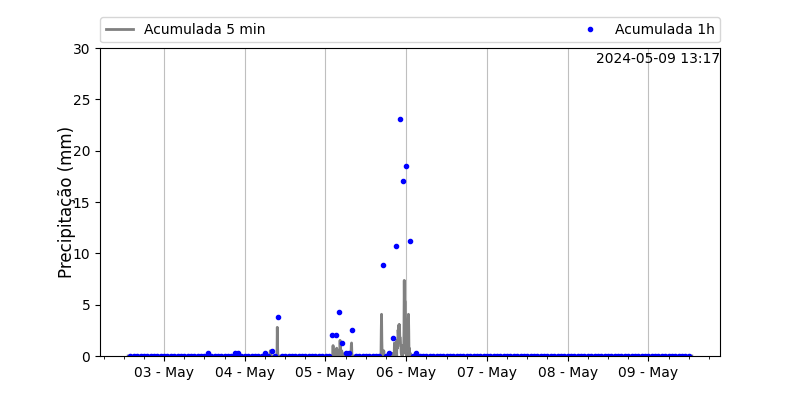 Acumulada 5 min
Acumulada 1h
2024-05-09 13:17
Precipitação (mm)
30
25
20
15
10
5
0
03 - May
04 - May
05 - May
06 - May
07 - May
08 - May
09 - May